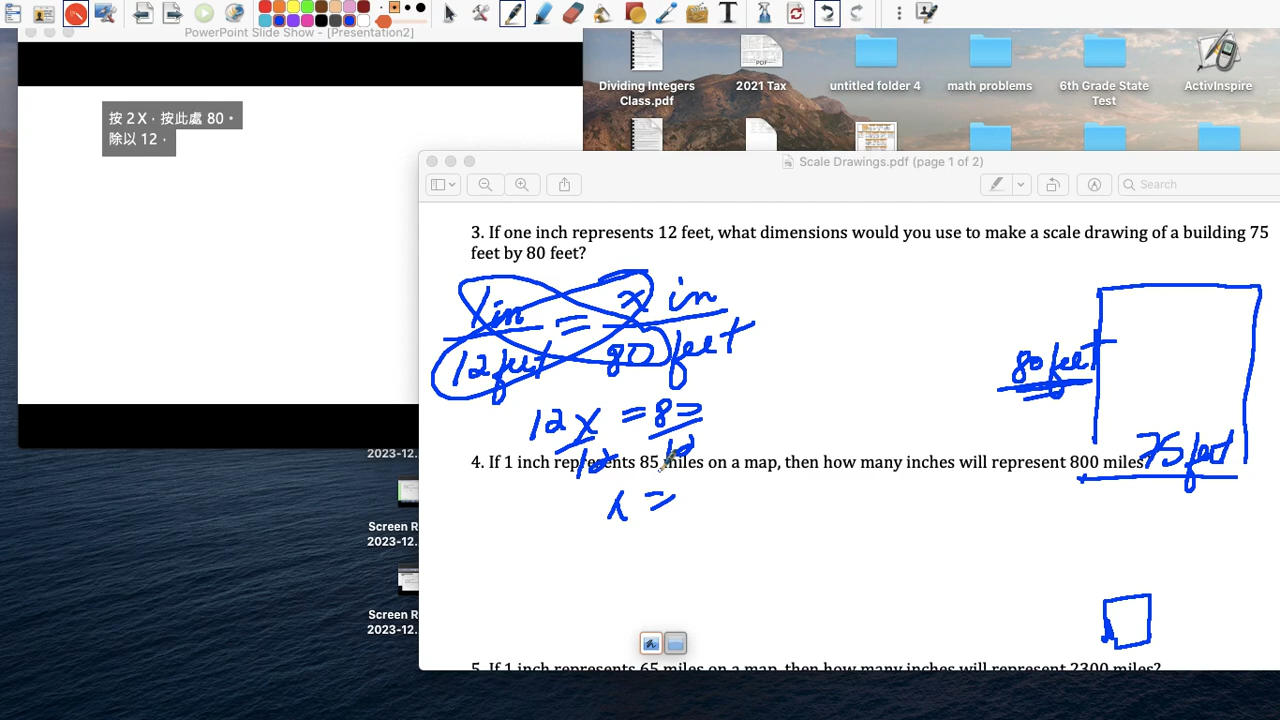 PowerPoint Slide Show - [Presentation2]
按 2 X，按此處 80。
除以 12，
Dividing Integers
Class.pdf
PDF
2021 Tax
untitled folder 4
math problems
6th Grade State
Test
ActivInspire
Scale Drawings.pdf (page 1 of 2)
Search
3. If one inch represents 12 feet, what dimensions would you use to make a scale drawing of a building 75
feet by 80 feet?
1 in = x in
12 feet 80 feet
80 feet
12x = 80
12 12
75 feet
4. If 1 inch represents 85 miles on a map, then how many inches will represent 800 miles
x =
5. If 1 inch represents 65 miles on a map, then how many inches will represent 2300 miles?
2023-12.
Screen R
2023-12.
Screen R
2023-12.